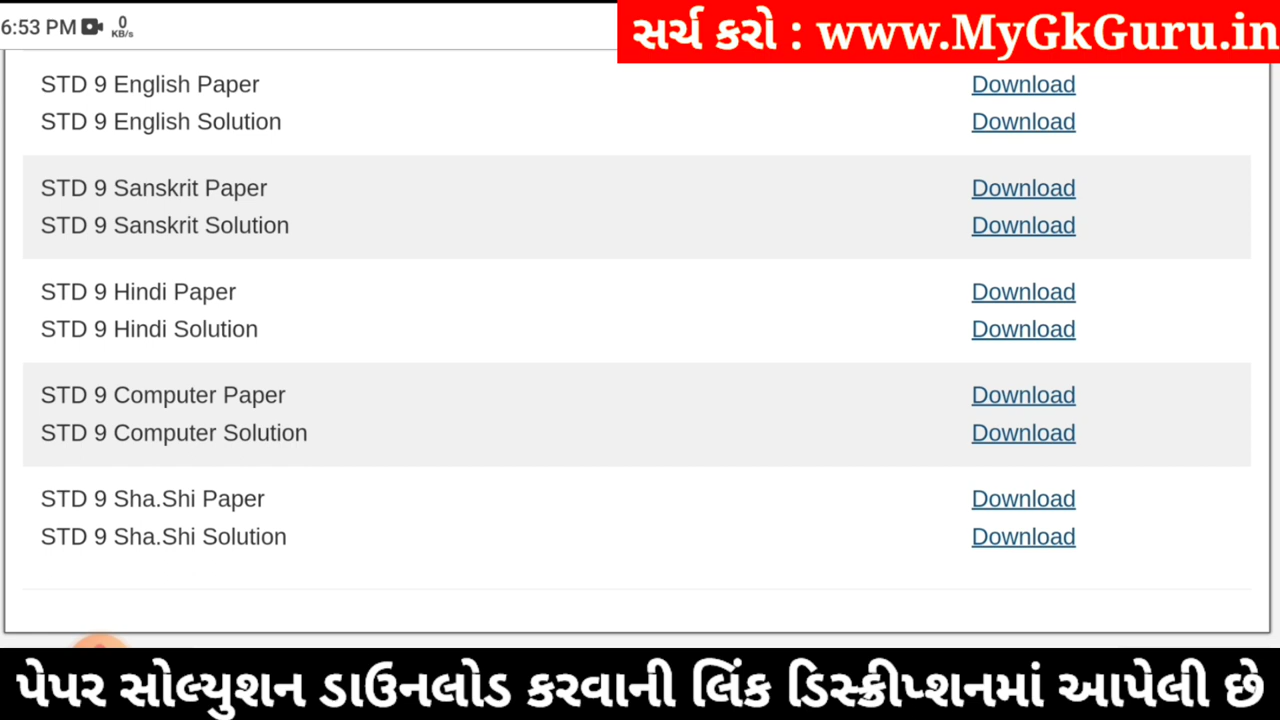 6:53 PM 0 KB/s
સર્ચ કરો : www.MyGkGuru.in
STD 9 English Paper Download
STD 9 English Solution Download
STD 9 Sanskrit Paper Download
STD 9 Sanskrit Solution Download
STD 9 Hindi Paper Download
STD 9 Hindi Solution Download
STD 9 Computer Paper Download
STD 9 Computer Solution Download
STD 9 Sha.Shi Paper Download
STD 9 Sha.Shi Solution Download
પેપર સોલ્યુશન ડાઉનલોડ કરવાની લિંક ડિસ્ક્રીપ્શનમાં આપેલી છે